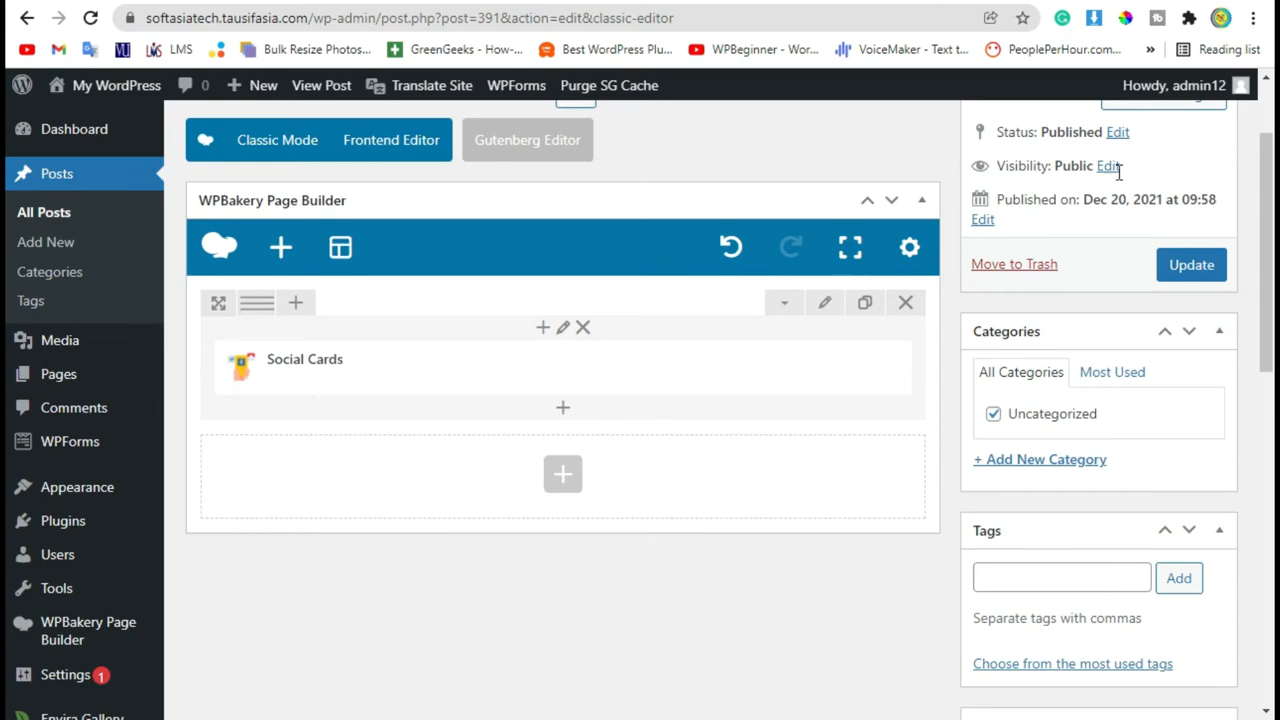 softasiatech.tausifasia.com/wp-admin/post.php?post=391&action=edit&classic-editor
LMS
Bulk Resize Photos...
GreenGeeks - How-...
Best WordPress Plu...
WPBeginner - Wor...
VoiceMaker - Text t...
PeoplePerHour.com...
»
Reading list
My WordPress
0
New
View Post
Translate Site
WPForms
Purge SG Cache
Howdy, admin12
Dashboard
Posts
All Posts
Add New
Categories
Tags
Media
Pages
Comments
WPForms
Appearance
Plugins
Users
Tools
WPBakery Page
Builder
Settings 1
Envira Gallery
Classic Mode
Frontend Editor
Gutenberg Editor
WPBakery Page Builder
Social Cards
Status: Published Edit
Visibility: Public Edit
Published on: Dec 20, 2021 at 09:58
Edit
Move to Trash
Update
Categories
All Categories
Most Used
Uncategorized
+ Add New Category
Tags
Add
Separate tags with commas
Choose from the most used tags